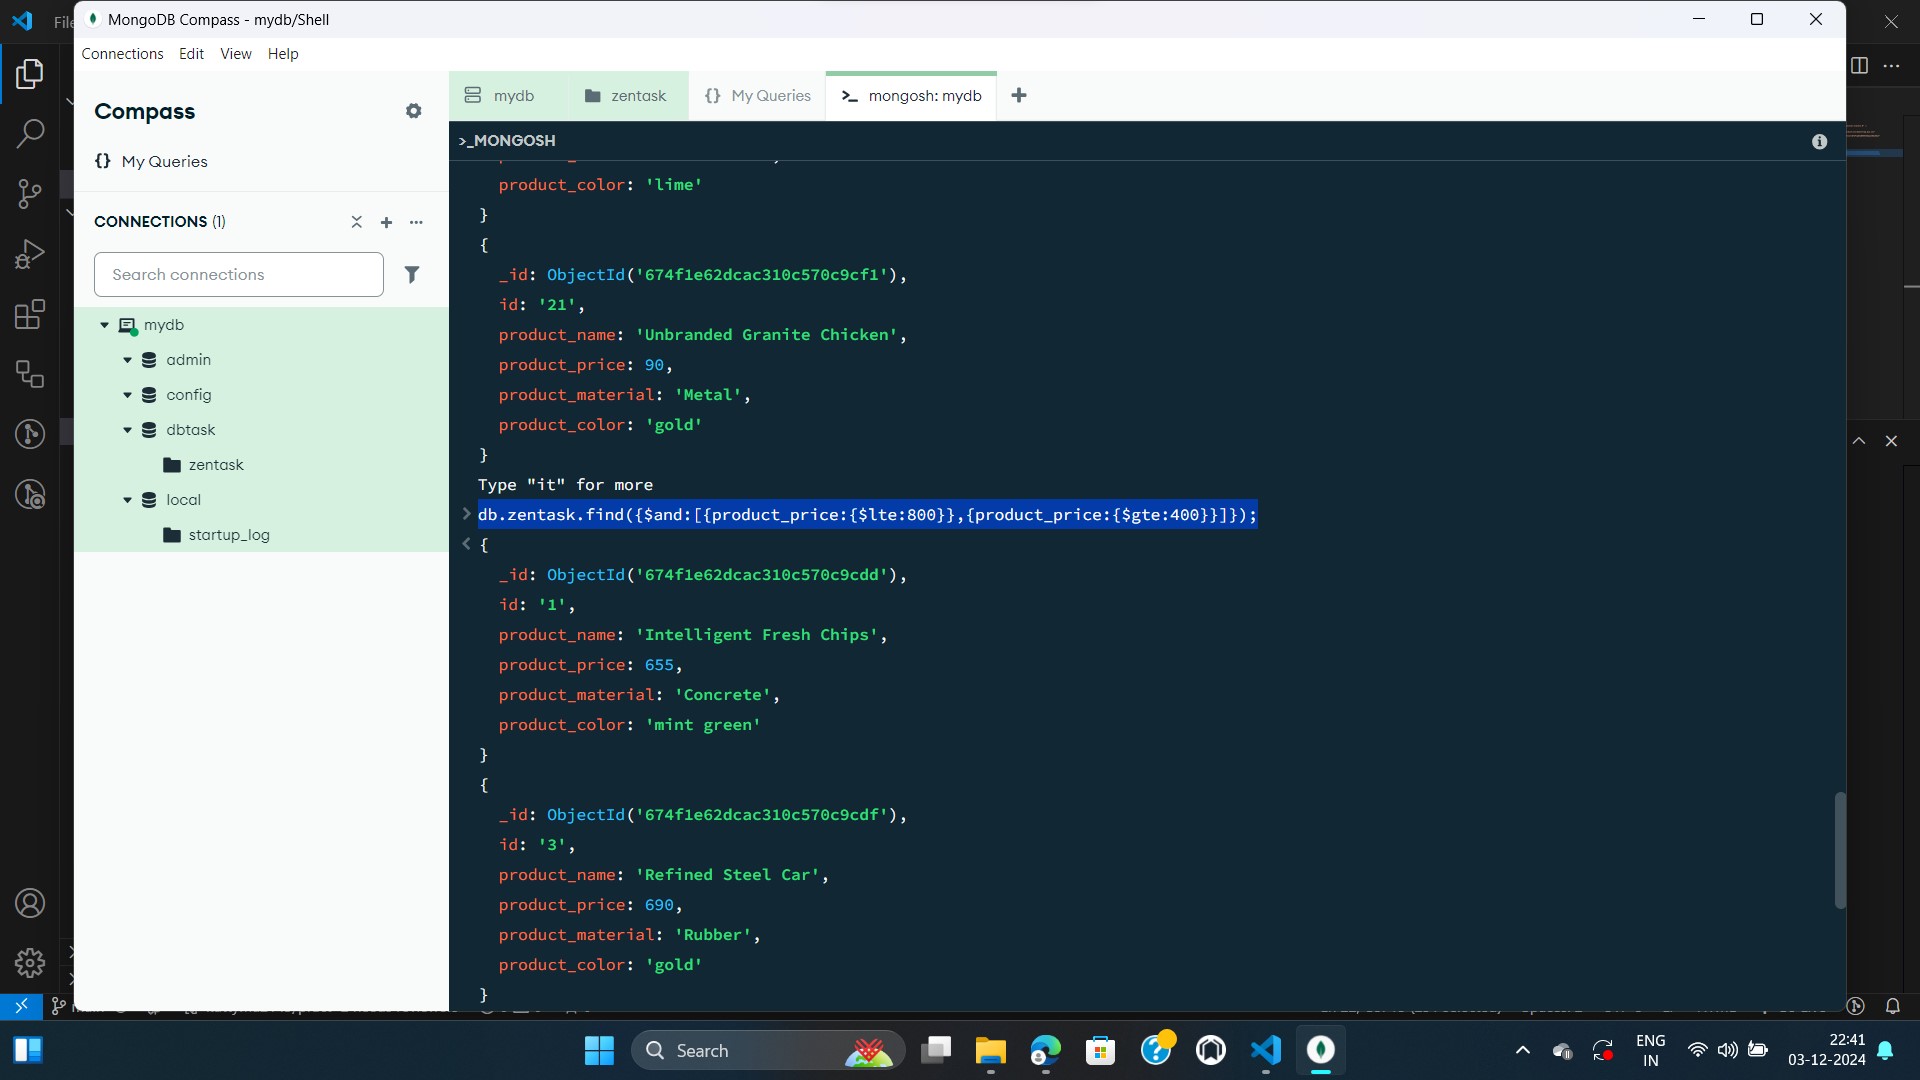 File
MongoDB Compass - mydb/Shell
Connections Edit View Help
Compass
My Queries
CONNECTIONS (1)
Search connections
mydb
admin
config
dbtask
zentask
local
startup_log
mydb
zentask
{} My Queries
>_ mongosh: mydb
>_MONGOSH
product_color: 'lime'
}
{
_id: ObjectId('674f1e62dcac310c570c9cf1'),
id: '21',
product_name: 'Unbranded Granite Chicken',
product_price: 90,
product_material: 'Metal',
product_color: 'gold'
}
Type "it" for more
> db.zentask.find({$and:[{product_price:{$lte:800}},{product_price:{$gte:400}}]});
< {
_id: ObjectId('674f1e62dcac310c570c9cdd'),
id: '1',
product_name: 'Intelligent Fresh Chips',
product_price: 655,
product_material: 'Concrete',
product_color: 'mint green'
}
{
_id: ObjectId('674f1e62dcac310c570c9cdf'),
id: '3',
product_name: 'Refined Steel Car',
product_price: 690,
product_material: 'Rubber',
product_color: 'gold'
}
Search
ENG
IN
22:41
03-12-2024